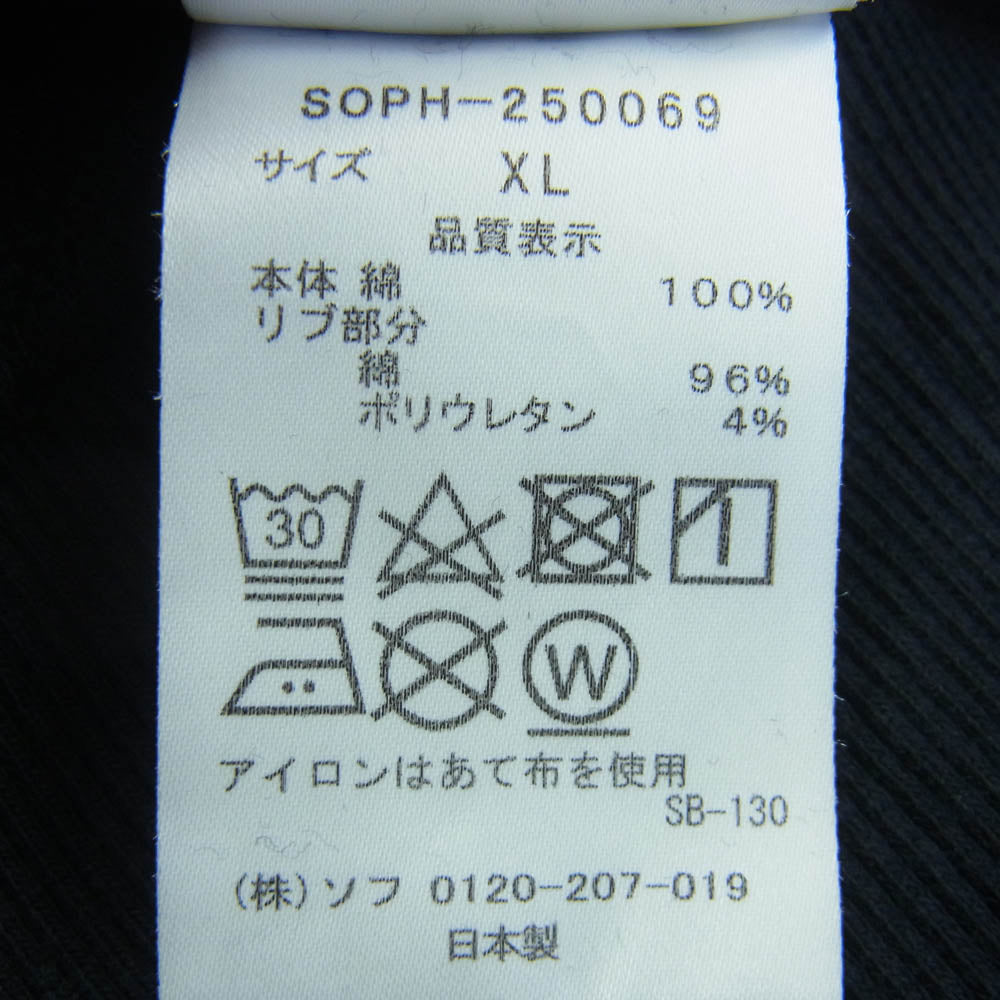 SOPH-250069
サイズ XL
品質表示
本体 綿 100%
リブ部分
綿 96%
ポリウレタン 4%
30
W
アイロンはあて布を使用
SB-130
(株)ソフ 0120-207-019
日本製